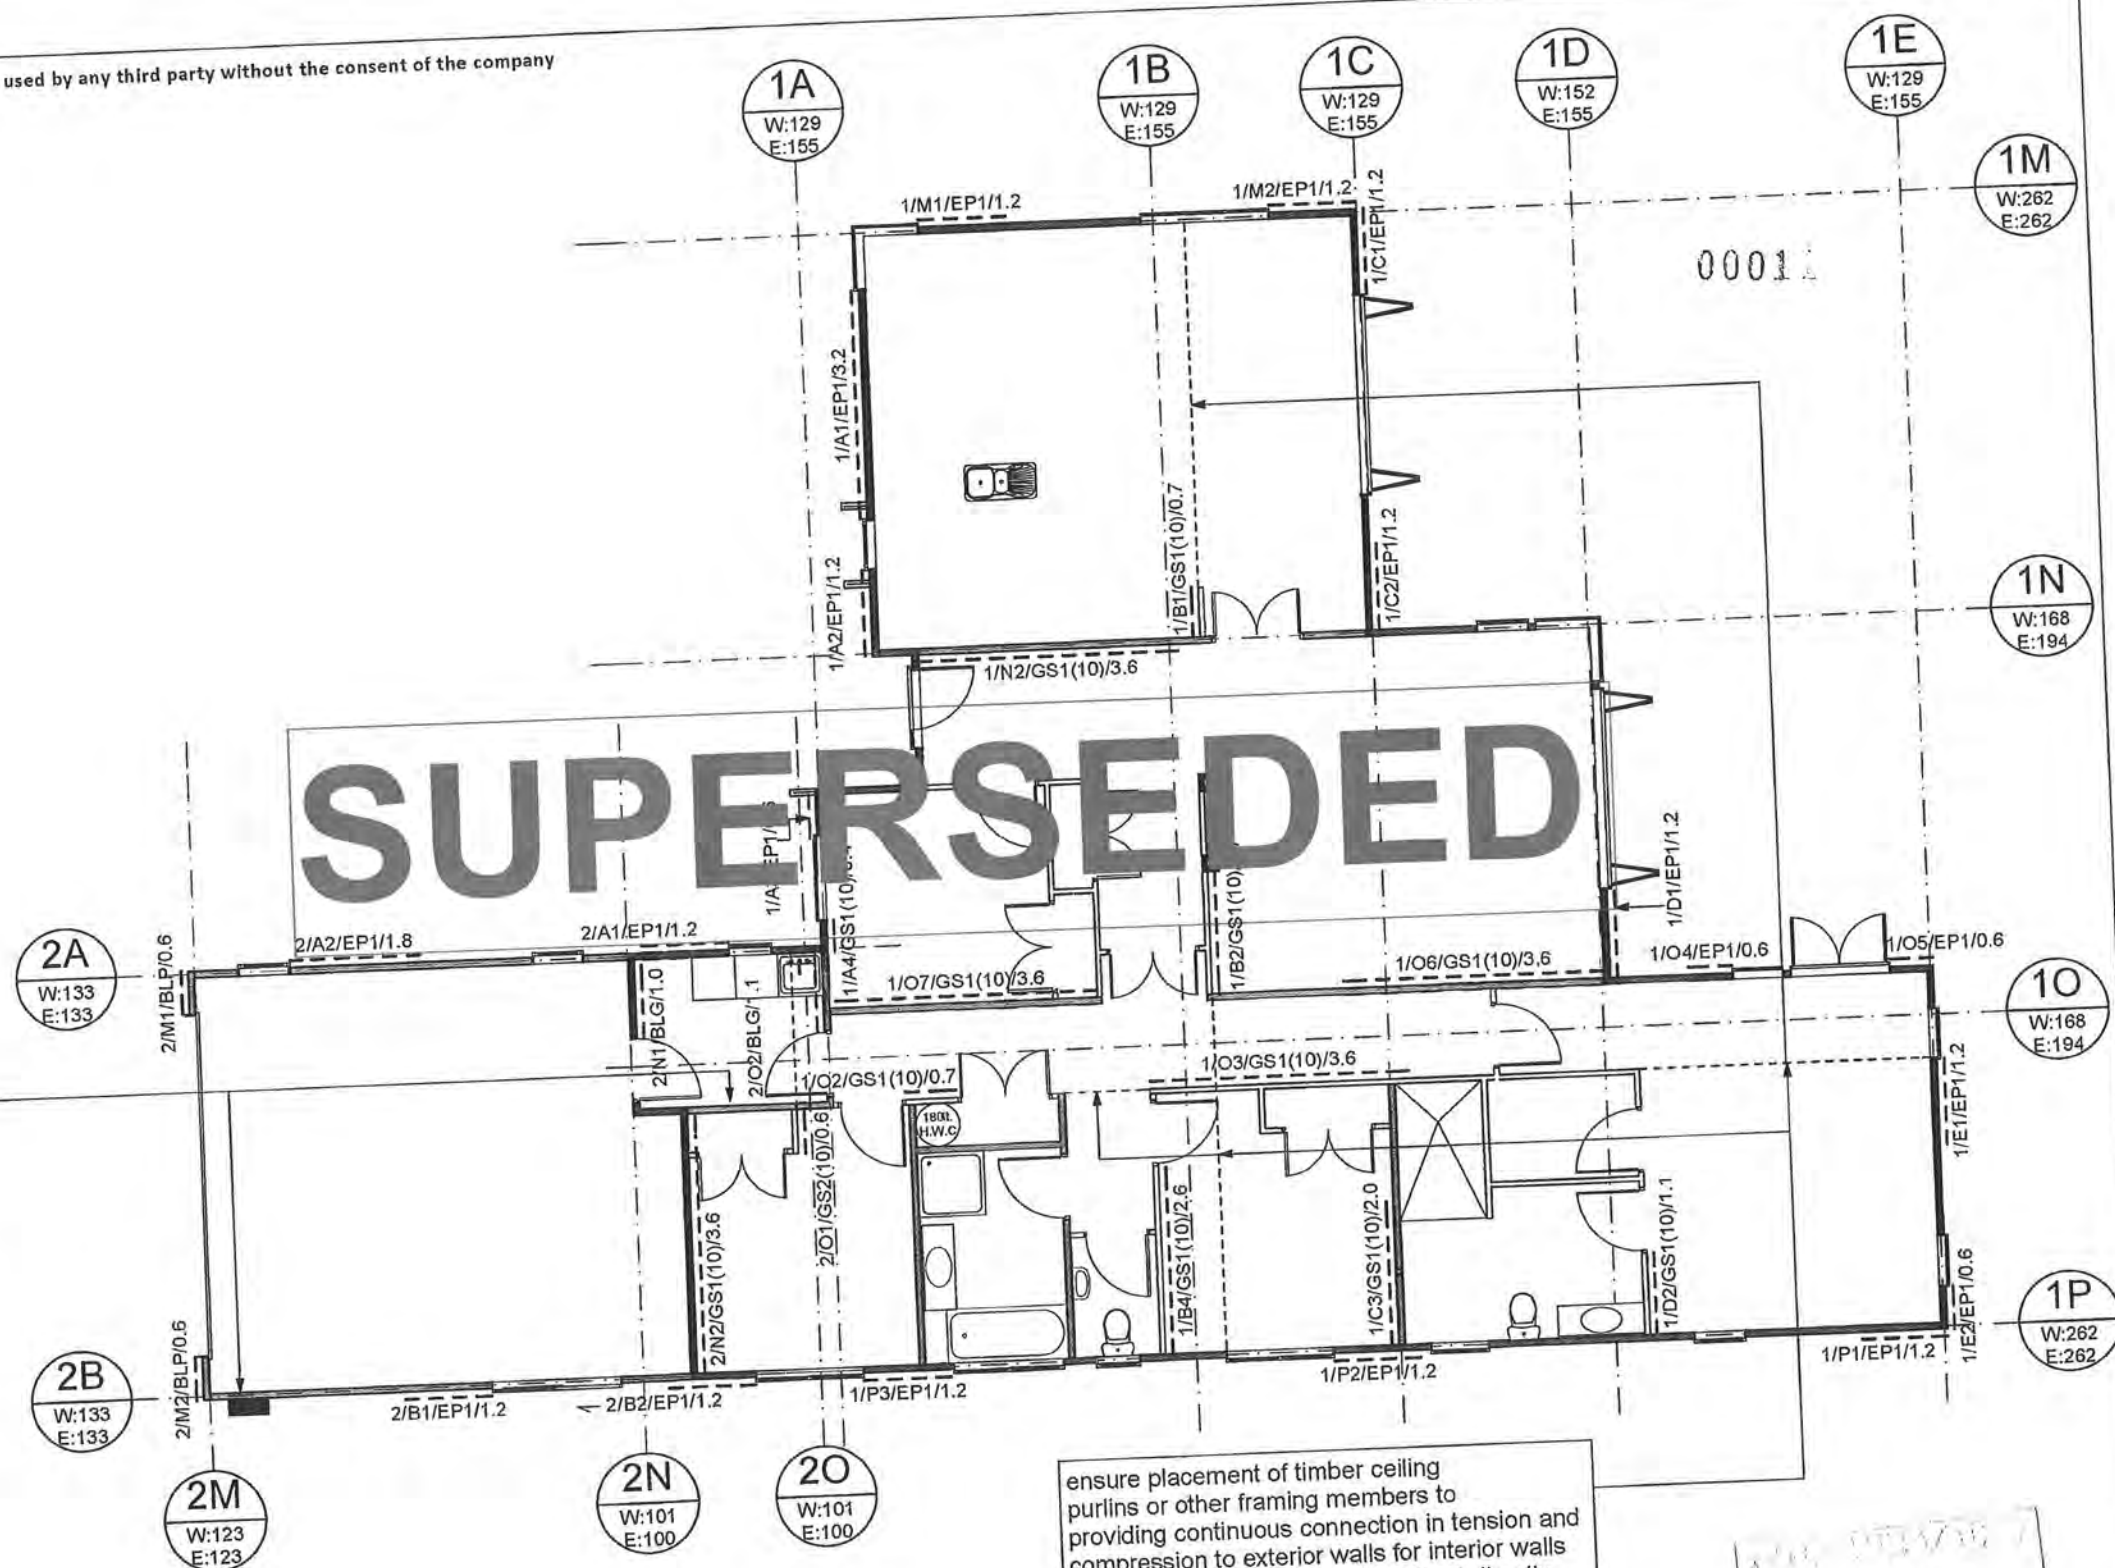 used by any third party without the consent of the company
1A
W:129
E:155
1B
W:129
E:155
1C
W:129
E:155
1D
W:152
E:155
1E
W:129
E:155
1M
W:262
E:262
1/M1/EP1/1.2
1/M2/EP1/1.2
1/C1/EP1/1.2
0001
1/A1/EP1/3.2
1/B1/GS1(10)/0.7
1/C2/EP1/1.2
1/A2/EP1/1.2
1N
W:168
E:194
1/N2/GS1(10)/3.6
SUPERSEDED
1/D1/EP1/1.2
1/A4/GS1(10)
1/B2/GS1(10)
2A
W:133
E:133
2/M1/BLP/0.6
2/A2/EP1/1.8
2/A1/EP1/1.2
2/N1/BLG/1.0
2/O2/BLG/1.1
1/O7/GS1(10)/3.6
1/O6/GS1(10)/3.6
1/O4/EP1/0.6
1/O5/EP1/0.6
1O
W:168
E:194
1/O2/GS1(10)/0.7
1/O3/GS1(10)/3.6
1/E1/EP1/1.2
180lt.
H.W.C
2/O1/GS2(10)/0.6
2/N2/GS1(10)/3.6
1/B4/GS1(10)/2.6
1/C3/GS1(10)/2.0
1/D2/GS1(10)/1.1
1/E2/EP1/0.6
1P
W:262
E:262
2B
W:133
E:133
2/M2/BLP/0.6
2/B1/EP1/1.2
2/B2/EP1/1.2
1/P3/EP1/1.2
1/P2/EP1/1.2
1/P1/EP1/1.2
2M
W:123
E:123
2N
W:101
E:100
2O
W:101
E:100
ensure placement of timber ceiling
purlins or other framing members to
providing continuous connection in tension and
compression to exterior walls for interior walls